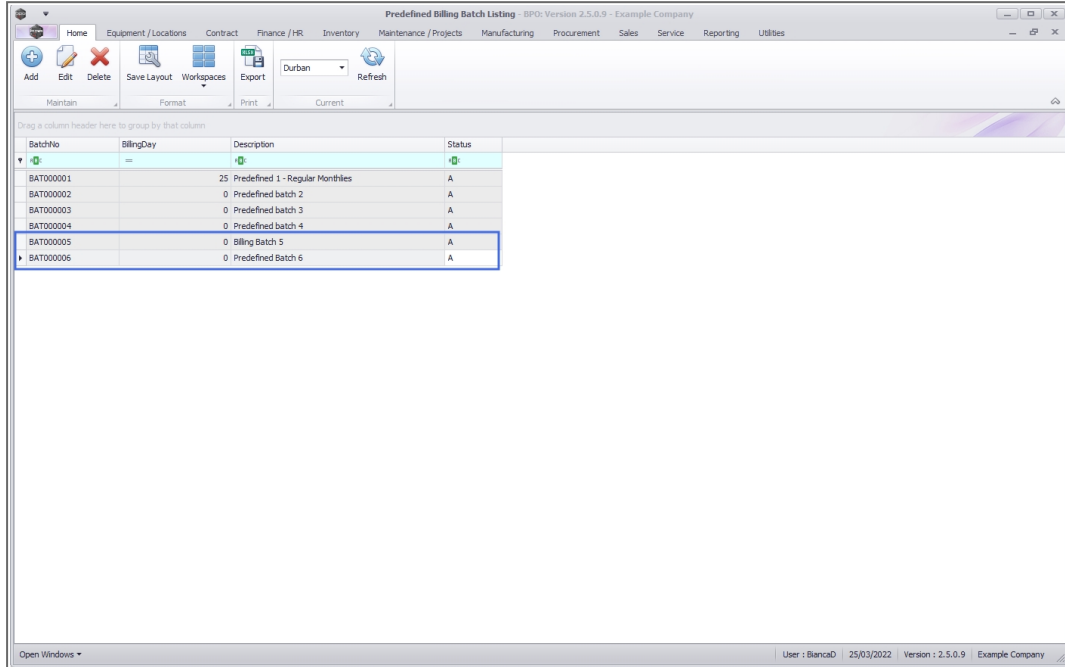 Predefined Billing Batch Listing - BPO: Version 2.5.0.9 - Example Company
Home Equipment / Locations Contract Finance / HR Inventory Maintenance / Projects Manufacturing Procurement Sales Service Reporting Utilities
Add Edit Delete Save Layout Workspaces Export Durban Refresh
Maintain Format Print Current
Drag a column header here to group by that column
BatchNo BillingDay Description Status
=
BAT000001 25 Predefined 1 - Regular Monthlies A
BAT000002 0 Predefined batch 2 A
BAT000003 0 Predefined batch 3 A
BAT000004 0 Predefined batch 4 A
BAT000005 0 Billing Batch 5 A
BAT000006 0 Predefined Batch 6 A
Open Windows User : BiancaD 25/03/2022 Version : 2.5.0.9 Example Company